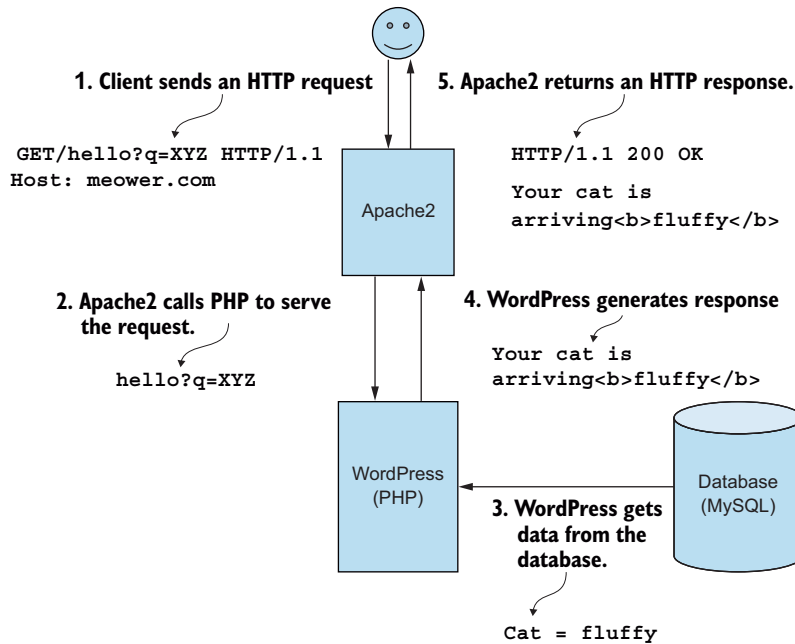 1. Client sends an HTTP request
GET/hello?q=XYZ HTTP/1.1
Host: meower.com
5. Apache2 returns an HTTP response.
HTTP/1.1 200 OK
Your cat is
arriving<b>fluffy</b>
Apache2
2. Apache2 calls PHP to serve
the request.
hello?q=XYZ
4. WordPress generates response
Your cat is
arriving<b>fluffy</b>
WordPress
(PHP)
Database
(MySQL)
3. WordPress gets
data from the
database.
Cat = fluffy